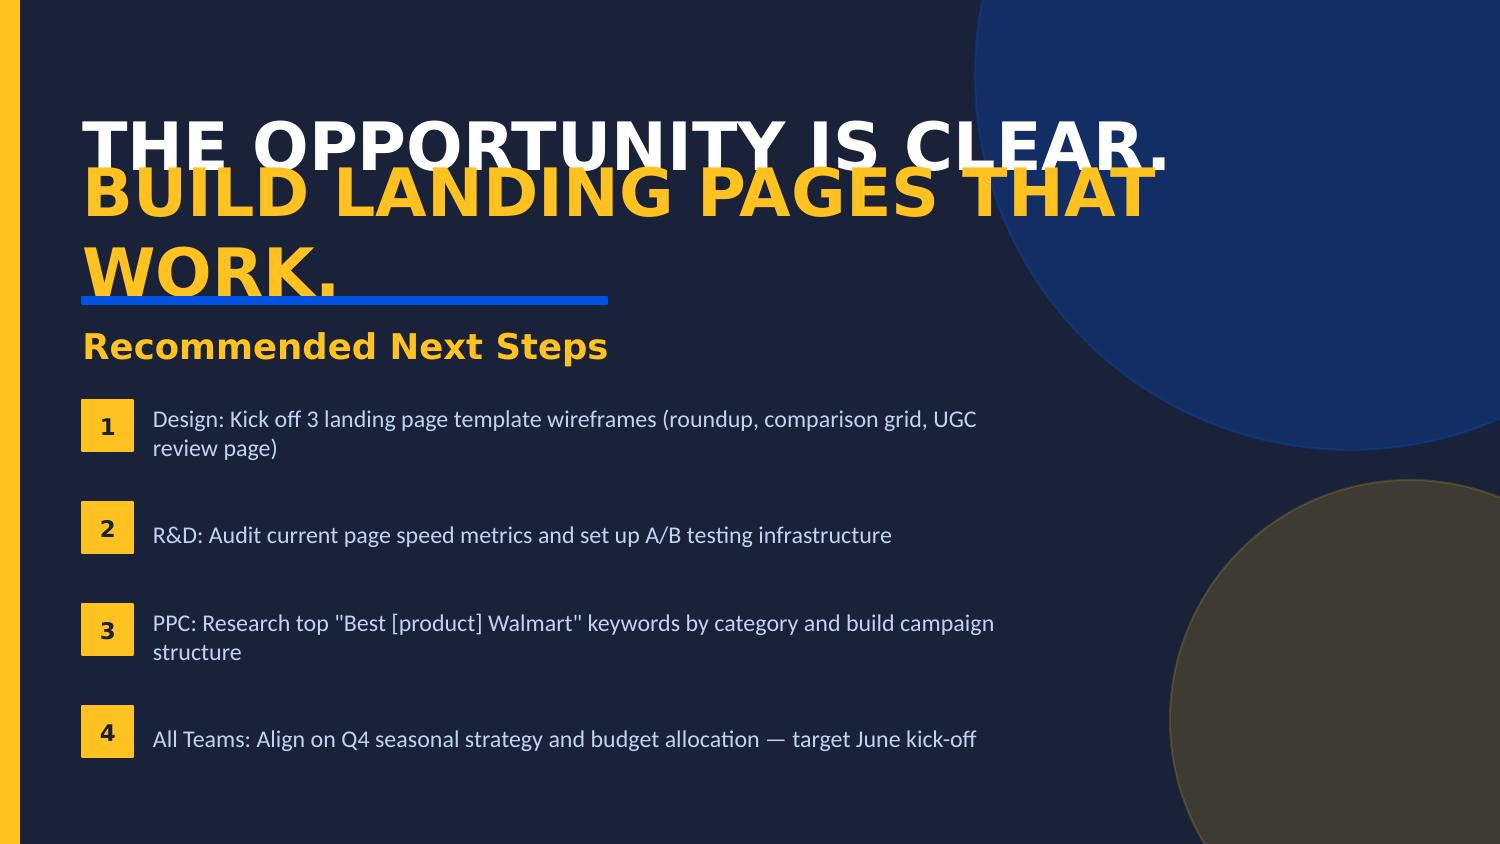 THE OPPORTUNITY IS CLEAR.
BUILD LANDING PAGES THAT
WORK.
Recommended Next Steps
1
Design: Kick off 3 landing page template wireframes (roundup, comparison grid, UGC
review page)
2
R&D: Audit current page speed metrics and set up A/B testing infrastructure
3
PPC: Research top "Best [product] Walmart" keywords by category and build campaign
structure
4
All Teams: Align on Q4 seasonal strategy and budget allocation — target June kick-off